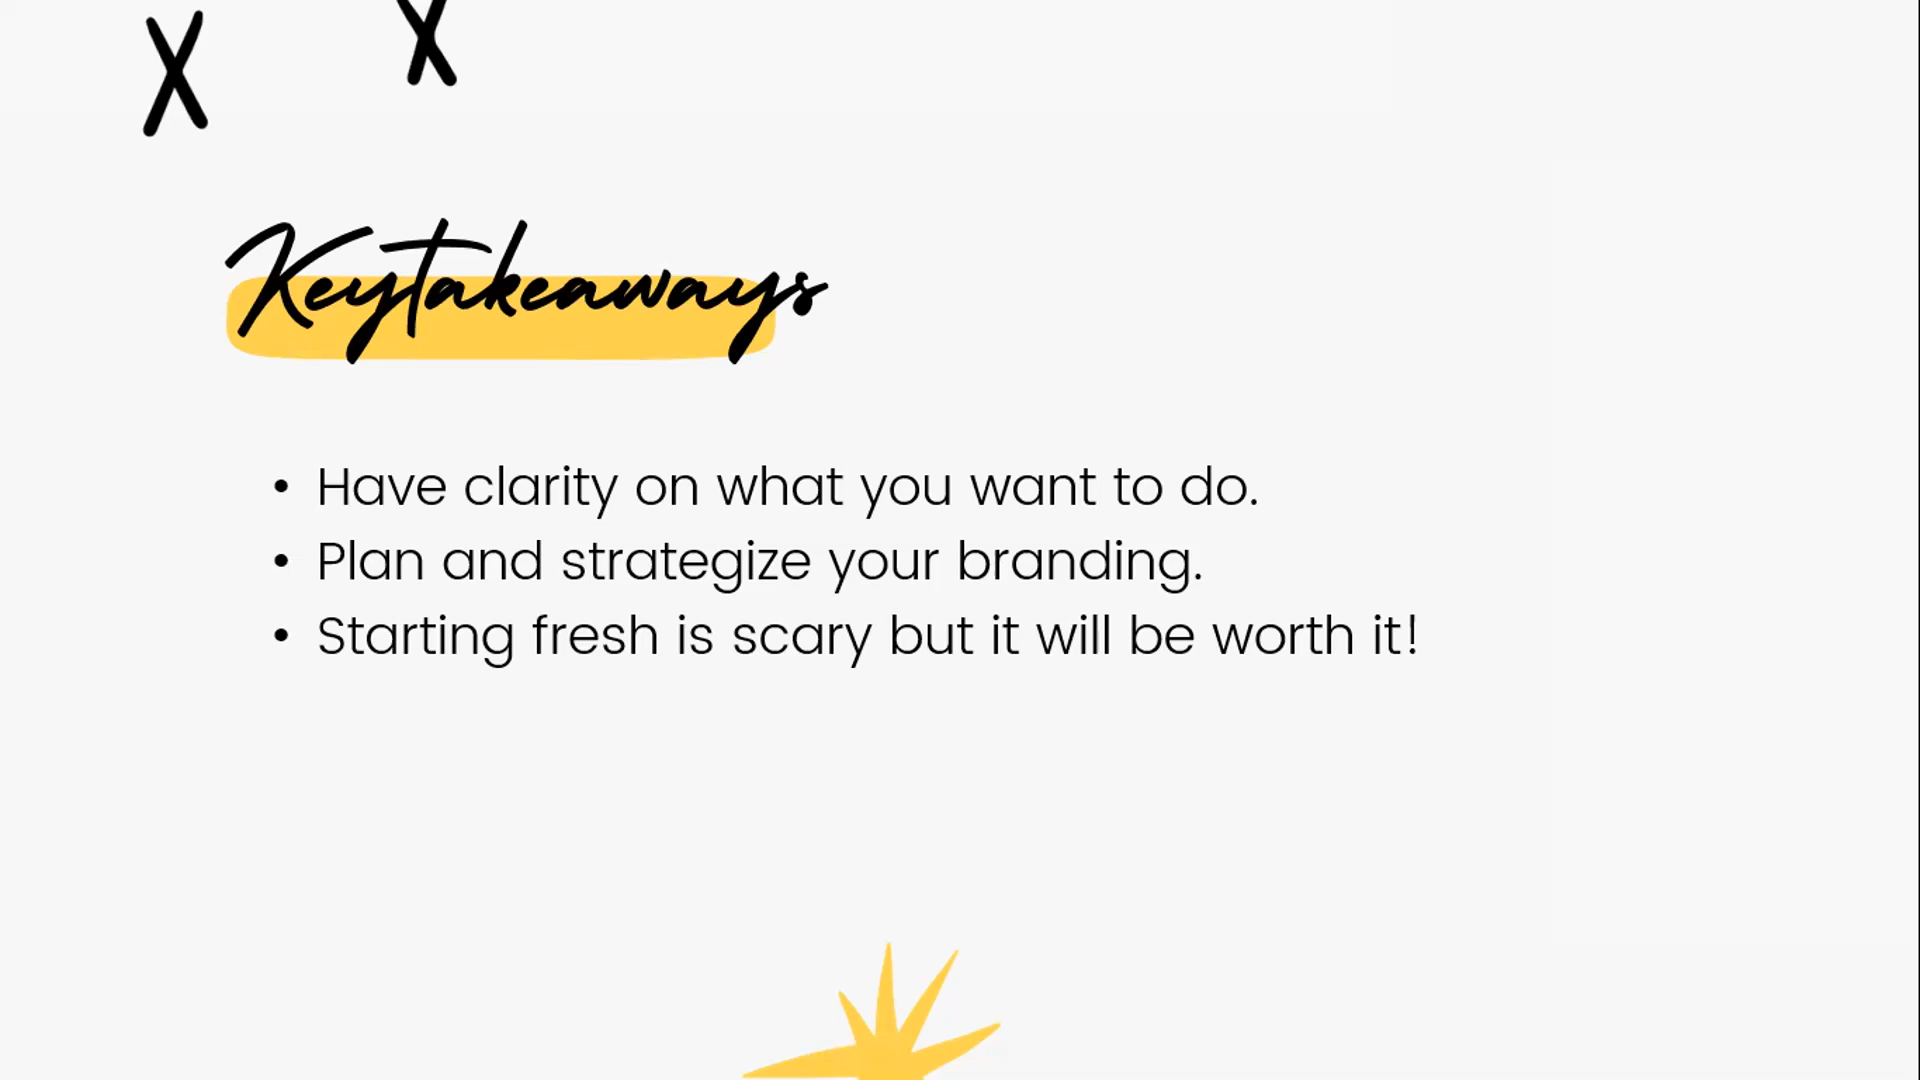 Keytakeaways
• Have clarity on what you want to do.
• Plan and strategize your branding.
• Starting fresh is scary but it will be worth it!